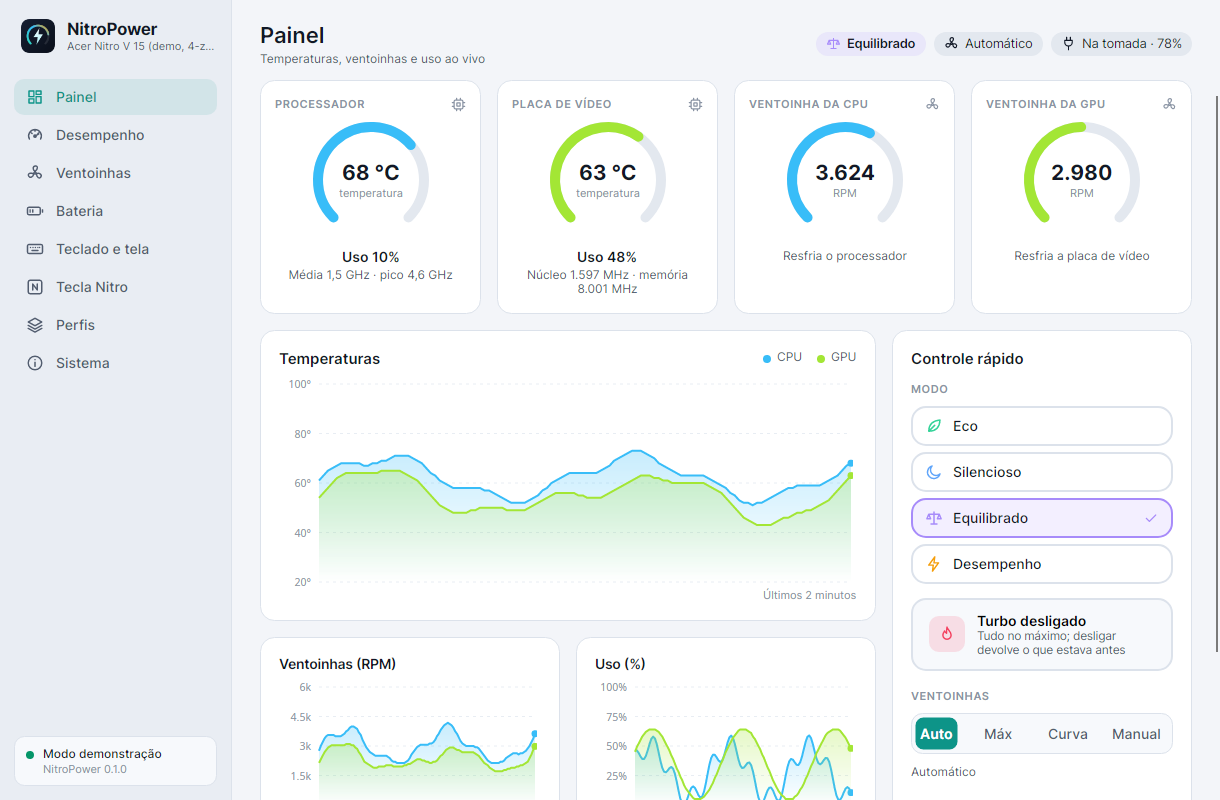 NitroPower
Acer Nitro V 15 (demo, 4-z...
Painel
Desempenho
Ventoinhas
Bateria
Teclado e tela
Tecla Nitro
Perfis
Sistema
Modo demonstração
NitroPower 0.1.0
Painel
Temperaturas, ventoinhas e uso ao vivo
Equilibrado
Automático
Na tomada · 78%
PROCESSADOR
68 °C
temperatura
Uso 10%
Média 1,5 GHz · pico 4,6 GHz
PLACA DE VÍDEO
63 °C
temperatura
Uso 48%
Núcleo 1.597 MHz · memória
8.001 MHz
VENTOINHA DA CPU
3.624
RPM
Resfria o processador
VENTOINHA DA GPU
2.980
RPM
Resfria a placa de vídeo
Temperaturas
CPU
GPU
100°
80°
60°
40°
20°
Últimos 2 minutos
Ventoinhas (RPM)
6k
4.5k
3k
1.5k
Uso (%)
100%
75%
50%
25%
Controle rápido
MODO
Eco
Silencioso
Equilibrado
Desempenho
Turbo desligado
Tudo no máximo; desligar
devolve o que estava antes
VENTOINHAS
Auto
Máx
Curva
Manual
Automático